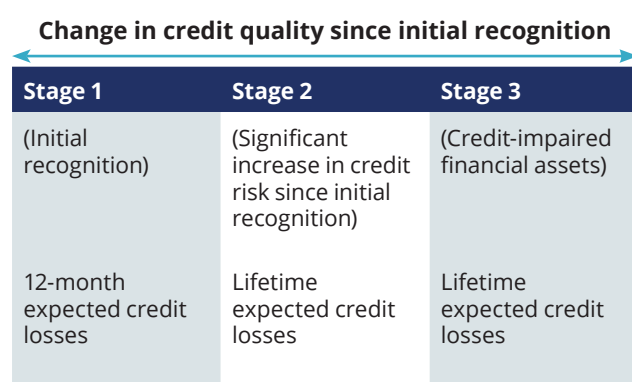 Change in credit quality since initial recognition
Stage 1
Stage 2
Stage 3
(Initial
recognition)
(Significant
increase in credit
risk since initial
recognition)
(Credit-impaired
financial assets)
12-month
expected credit
losses
Lifetime
expected credit
losses
Lifetime
expected credit
losses